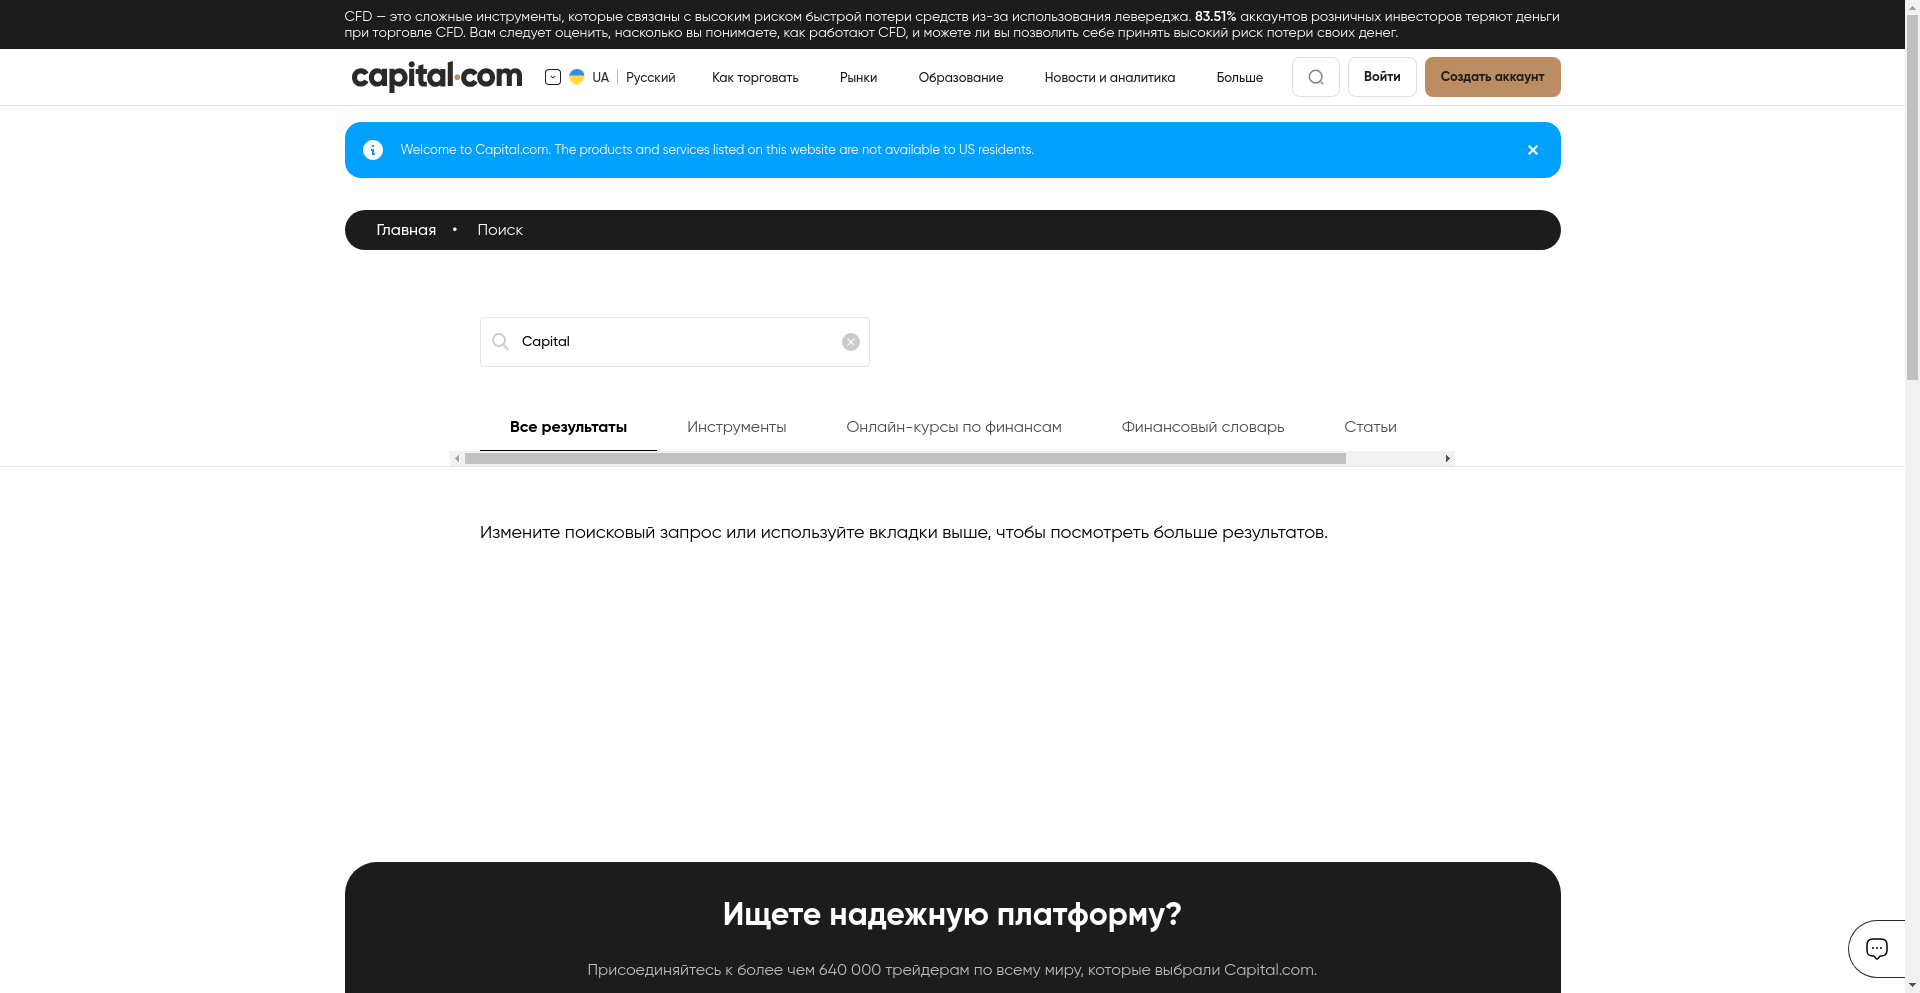 CFD — это сложные инструменты, которые связаны с высоким риском быстрой потери средств из-за использования левереджа. 83.51% аккаунтов розничных инвесторов теряют деньги
при торговле CFD. Вам следует оценить, насколько вы понимаете, как работают CFD, и можете ли вы позволить себе принять высокий риск потери своих денег.
capital.com UA Русский Как торговать Рынки Образование Новости и аналитика Больше Войти Создать аккаунт
Welcome to Capital.com. The products and services listed on this website are not available to US residents.
Главная • Поиск
Capital
Все результаты Инструменты Онлайн-курсы по финансам Финансовый словарь Статьи
Измените поисковый запрос или используйте вкладки выше, чтобы посмотреть больше результатов.
Ищете надежную платформу?
Присоединяйтесь к более чем 640 000 трейдерам по всему миру, которые выбрали Capital.com.